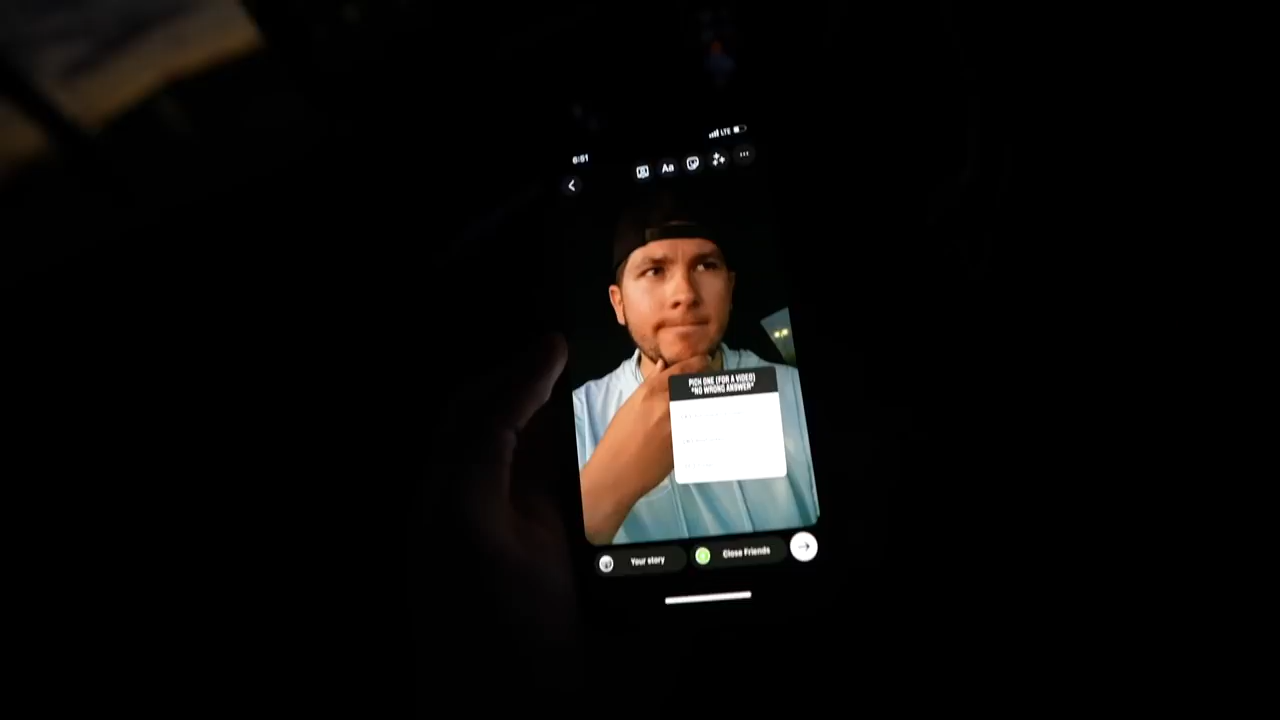 LTE
6:51
Aa
PICK ONE (FOR A VIDEO)
*NO WRONG ANSWER*
Your story
Close Friends